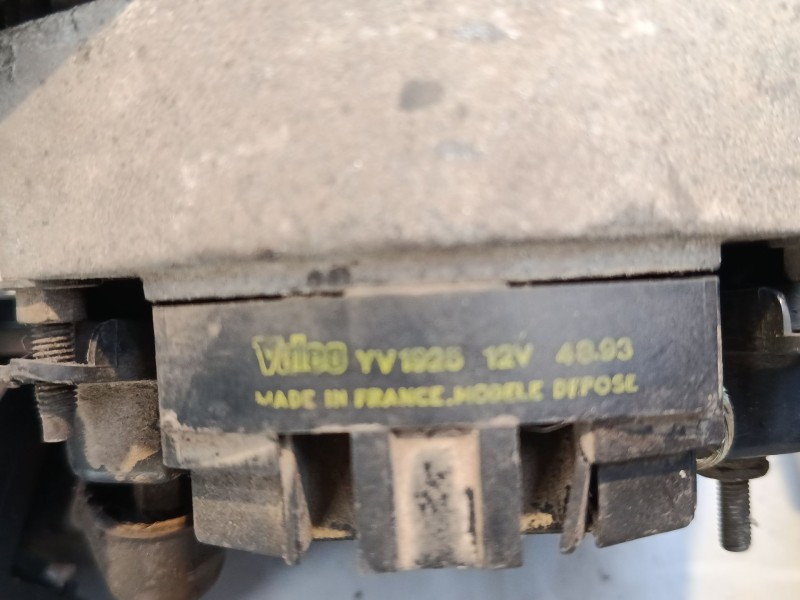 Valeo YV1925 12V 48.93
MADE IN FRANCE.MODELE DEPOSE